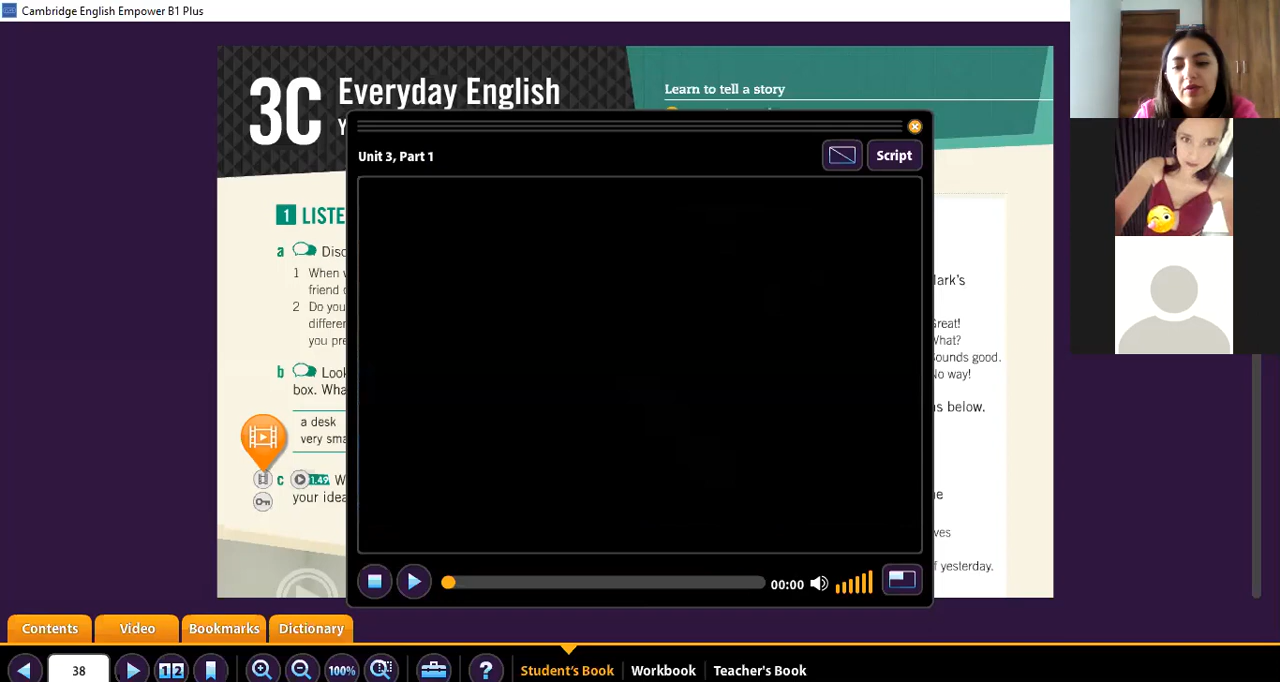 Cambridge English Empower B1 Plus
3C Everyday English
Learn to tell a story
Unit 3, Part 1
Script
1 LISTE
a Disc
1 When
friend
2 Do you
differen
you pre
b Look
box. Wha
a desk
very sma
c 1.49 W
your idea
lark's
Great!
What?
ounds good.
No way!
s below.
e
ves
f yesterday.
00:00
Contents
Video
Bookmarks
Dictionary
38
12
100%
?
Student's Book
Workbook
Teacher's Book